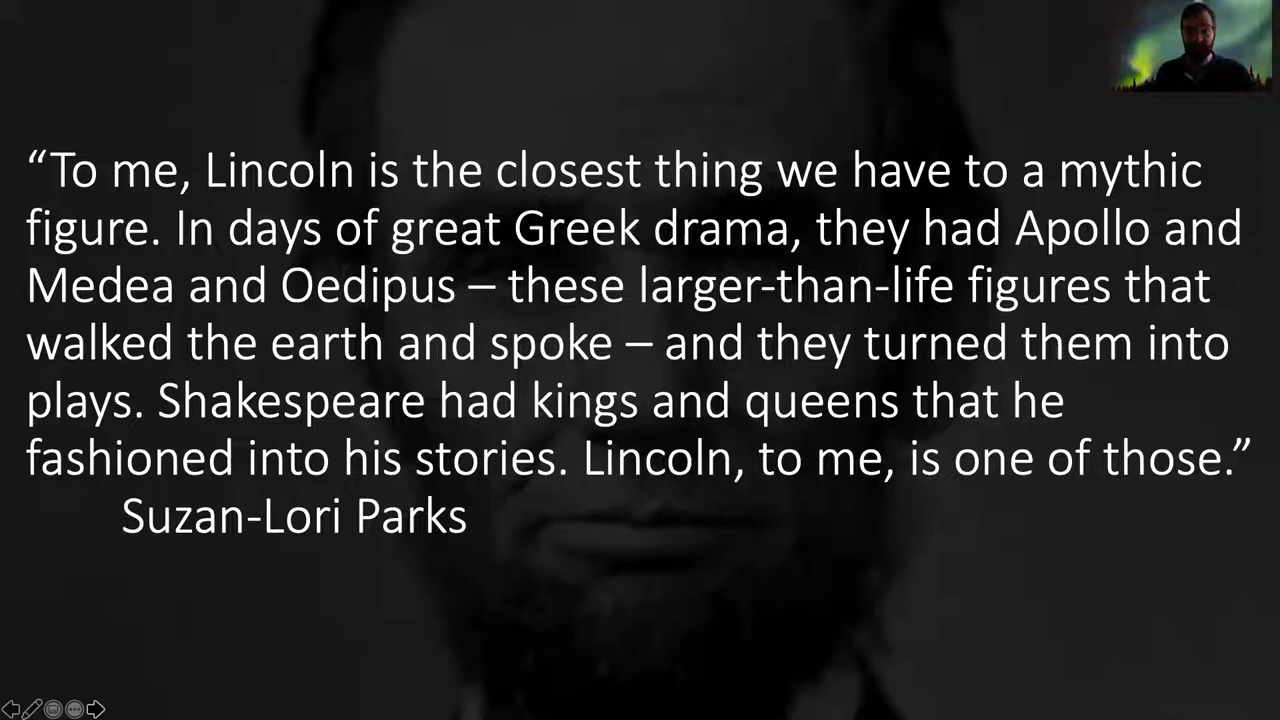 “To me, Lincoln is the closest thing we have to a mythic
figure. In days of great Greek drama, they had Apollo and
Medea and Oedipus – these larger-than-life figures that
walked the earth and spoke – and they turned them into
plays. Shakespeare had kings and queens that he
fashioned into his stories. Lincoln, to me, is one of those.”
Suzan-Lori Parks